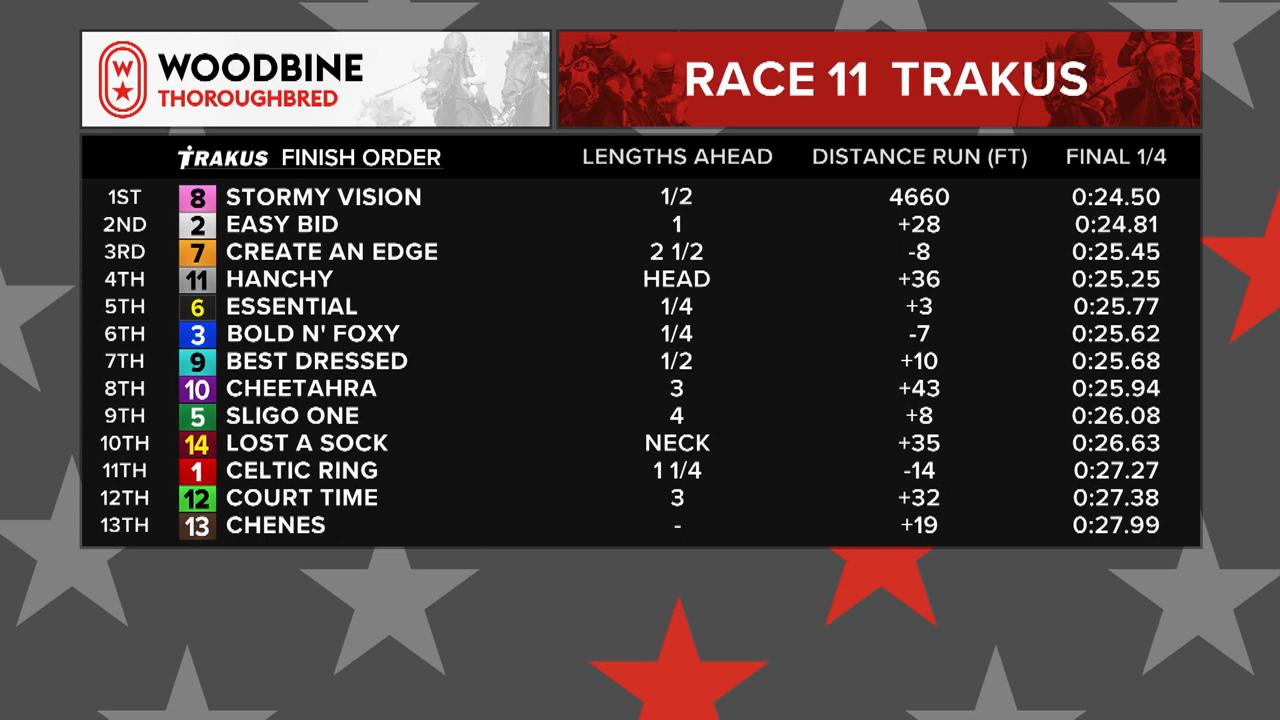 W WOODBINE
THOROUGHBRED
RACE 11 TRAKUS
TRAKUS FINISH ORDER LENGTHS AHEAD DISTANCE RUN (FT) FINAL 1/4
1ST 8 STORMY VISION 1/2 4660 0:24.50
2ND 2 EASY BID 1 +28 0:24.81
3RD 7 CREATE AN EDGE 2 1/2 -8 0:25.45
4TH 11 HANCHY HEAD +36 0:25.25
5TH 6 ESSENTIAL 1/4 +3 0:25.77
6TH 3 BOLD N' FOXY 1/4 -7 0:25.62
7TH 9 BEST DRESSED 1/2 +10 0:25.68
8TH 10 CHEETAHRA 3 +43 0:25.94
9TH 5 SLIGO ONE 4 +8 0:26.08
10TH 14 LOST A SOCK NECK +35 0:26.63
11TH 1 CELTIC RING 1 1/4 -14 0:27.27
12TH 12 COURT TIME 3 +32 0:27.38
13TH 13 CHENES - +19 0:27.99